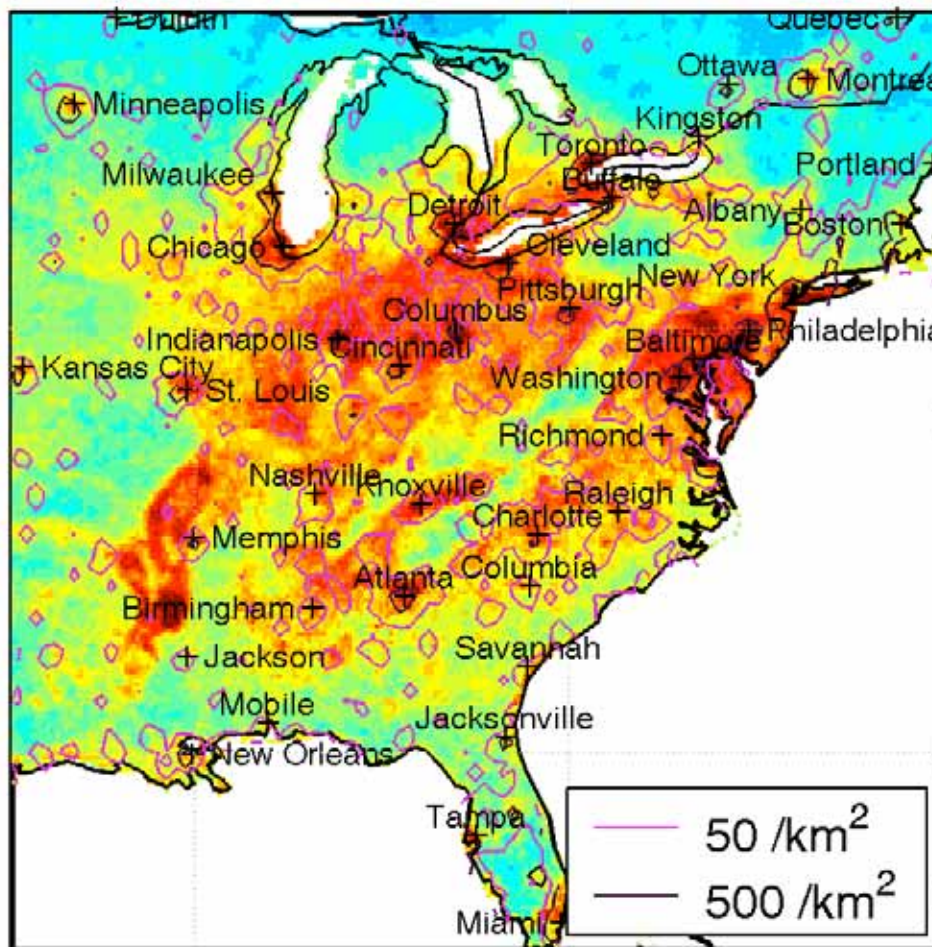 Duluth
Quebec
Ottawa
Montrea
Minneapolis
Kingston
Toronto
Portland
Milwaukee
Buffalo
Detroit
Albany
Boston
Chicago
Cleveland
New York
Pittsburgh
Columbus
Indianapolis
Baltimore
Philadelphia
Cincinnati
Kansas City
Washington
St. Louis
Richmond
Nashville
Knoxville
Raleigh
Charlotte
Memphis
Columbia
Atlanta
Birmingham
Savannah
Jackson
Mobile
Jacksonville
New Orleans
Tampa
50 /km²
500 /km²
Miami